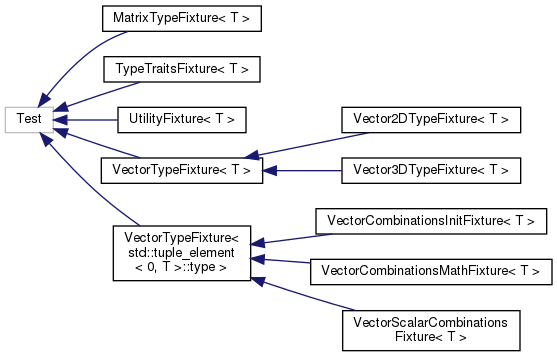 MatrixTypeFixture< T >
TypeTraitsFixture< T >
Test
UtilityFixture< T >
Vector2DTypeFixture< T >
VectorTypeFixture< T >
Vector3DTypeFixture< T >
VectorTypeFixture<
std::tuple_element
< 0, T >::type >
VectorCombinationsInitFixture< T >
VectorCombinationsMathFixture< T >
VectorScalarCombinations
Fixture< T >